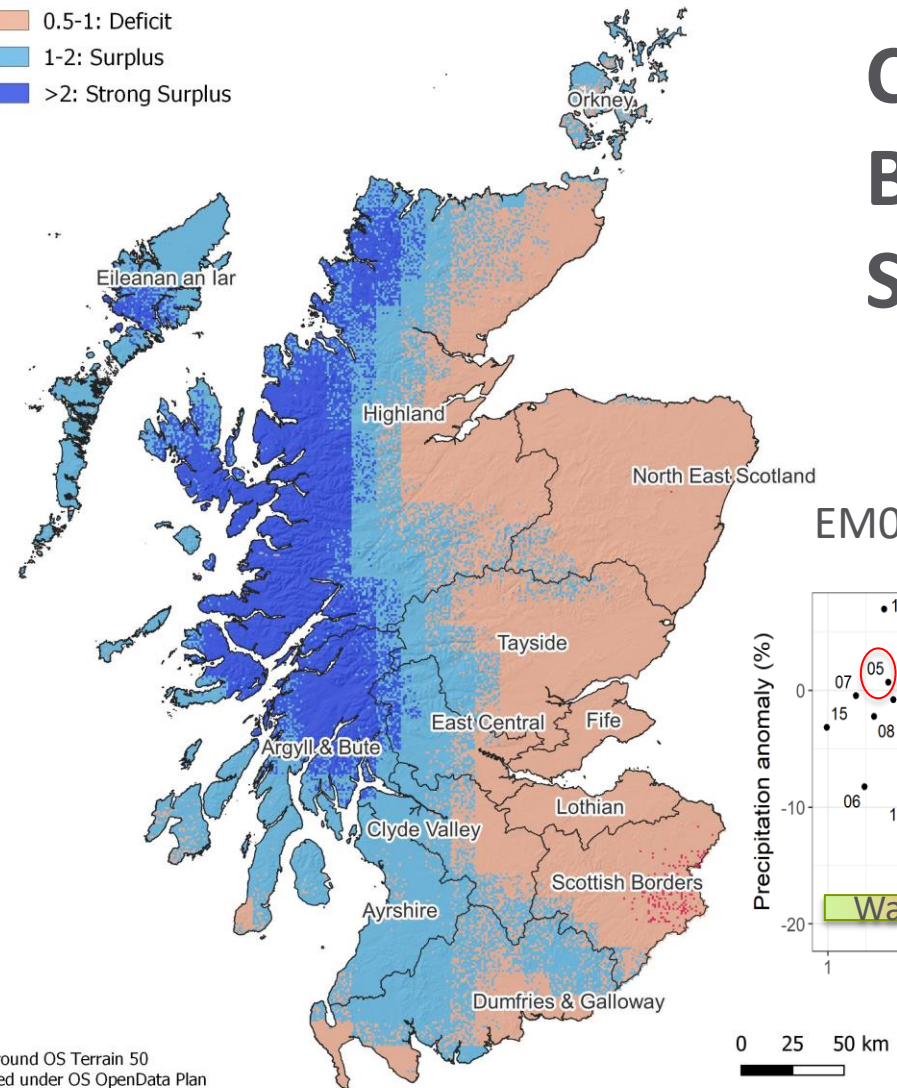 0.5-1: Deficit
1-2: Surplus
>2: Strong Surplus
C
B
S
Orkney
Eileanan an Iar
Highland
North East Scotland
EM0
Tayside
East Central
Fife
Argyll & Bute
Lothian
Clyde Valley
Scottish Borders
Ayrshire
Dumfries & Galloway
Precipitation anomaly (%)
0
-10
-20
1
05
07
15
08
06
1
Wa
1
0 25 50 km
ound OS Terrain 50
ed under OS OpenData Plan